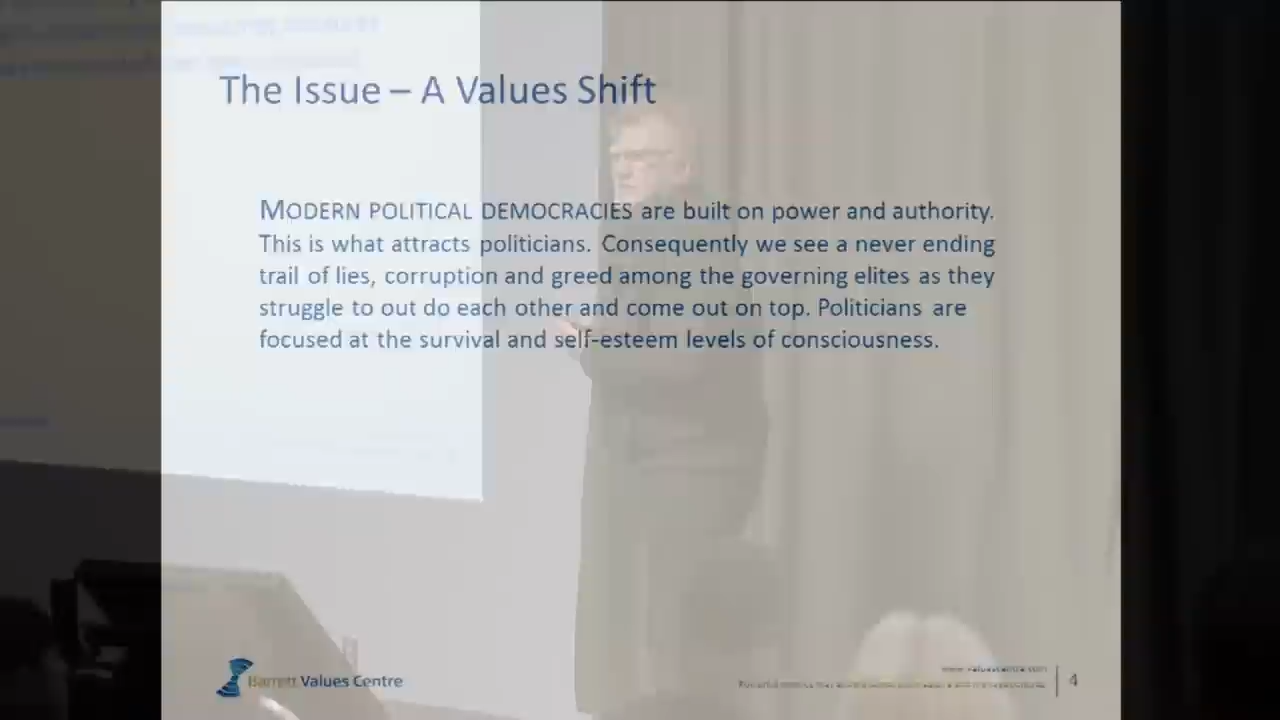 The Issue – A Values Shift
MODERN POLITICAL DEMOCRACIES are built on power and authority.
This is what attracts politicians. Consequently we see a never ending
trail of lies, corruption and greed among the governing elites as they
struggle to out do each other and come out on top. Politicians are
focused at the survival and self-esteem levels of consciousness.
Barrett Values Centre
www.valuescentre.com
4